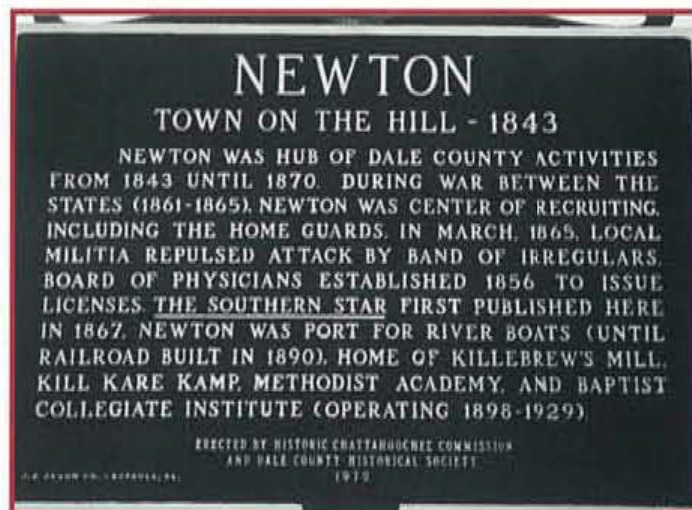 NEWTON
TOWN ON THE HILL - 1843
NEWTON WAS HUB OF DALE COUNTY ACTIVITIES
FROM 1843 UNTIL 1870. DURING WAR BETWEEN THE
STATES (1861-1865), NEWTON WAS CENTER OF RECRUITING,
INCLUDING THE HOME GUARDS. IN MARCH, 1865, LOCAL
MILITIA REPULSED ATTACK BY BAND OF IRREGULARS.
BOARD OF PHYSICIANS ESTABLISHED 1856 TO ISSUE
LICENSES. THE SOUTHERN STAR FIRST PUBLISHED HERE
IN 1867. NEWTON WAS PORT FOR RIVER BOATS (UNTIL
RAILROAD BUILT IN 1890). HOME OF KILLEBREW'S MILL,
KILL KARE KAMP, METHODIST ACADEMY, AND BAPTIST
COLLEGIATE INSTITUTE (OPERATING 1898-1929)
ERECTED BY HISTORIC CHATTAHOOCHEE COMMISSION
AND DALE COUNTY HISTORICAL SOCIETY